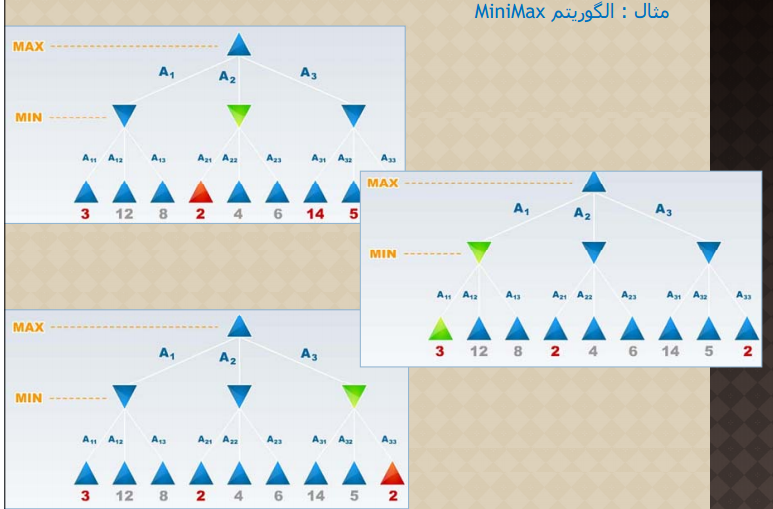 مثال : الگوریتم MiniMax
MAX
A₁ A₂ A₃
MIN
A₁₁ A₁₂ A₁₃ A₂₁ A₂₂ A₂₃ A₃₁ A₃₂ A₃₃
3 12 8 2 4 6 14 5
MAX
A₁ A₂ A₃
MIN
A₁₁ A₁₂ A₁₃ A₂₁ A₂₂ A₂₃ A₃₁ A₃₂ A₃₃
3 12 8 2 4 6 14 5 2
MAX
A₁ A₂ A₃
MIN
A₁₁ A₁₂ A₁₃ A₂₁ A₂₂ A₂₃ A₃₁ A₃₂ A₃₃
3 12 8 2 4 6 14 5 2